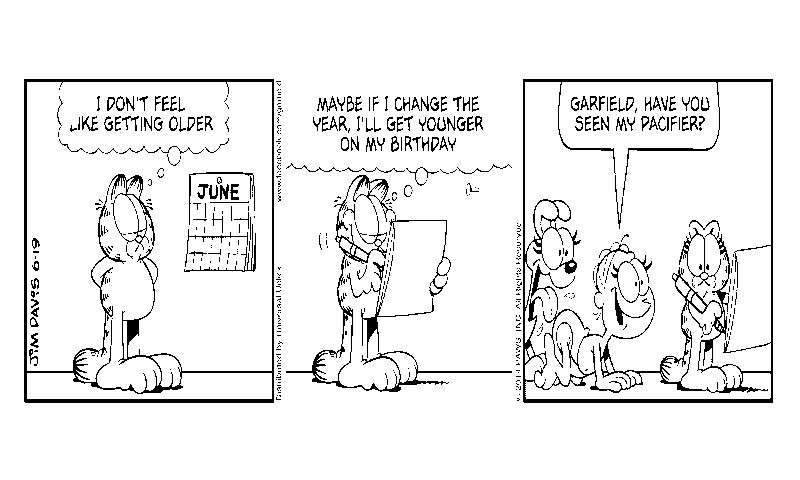 I DON'T FEEL
LIKE GETTING OLDER
JUNE
JIM DAVIS 6-19
MAYBE IF I CHANGE THE
YEAR, I'LL GET YOUNGER
ON MY BIRTHDAY
GARFIELD, HAVE YOU
SEEN MY PACIFIER?